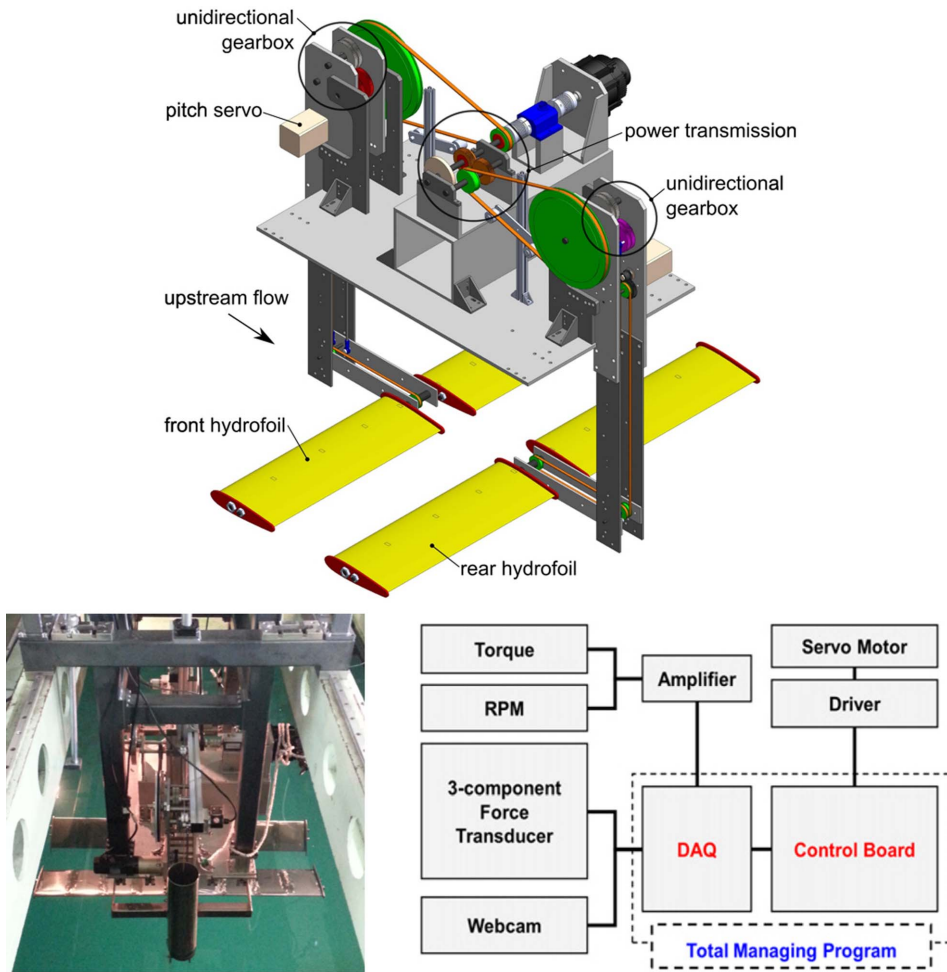 unidirectional
gearbox
pitch servo
power transmission
unidirectional
gearbox
upstream flow
front hydrofoil
rear hydrofoil
Torque
RPM
Amplifier
Servo Motor
Driver
3-component
Force
Transducer
DAQ
Control Board
Webcam
Total Managing Program